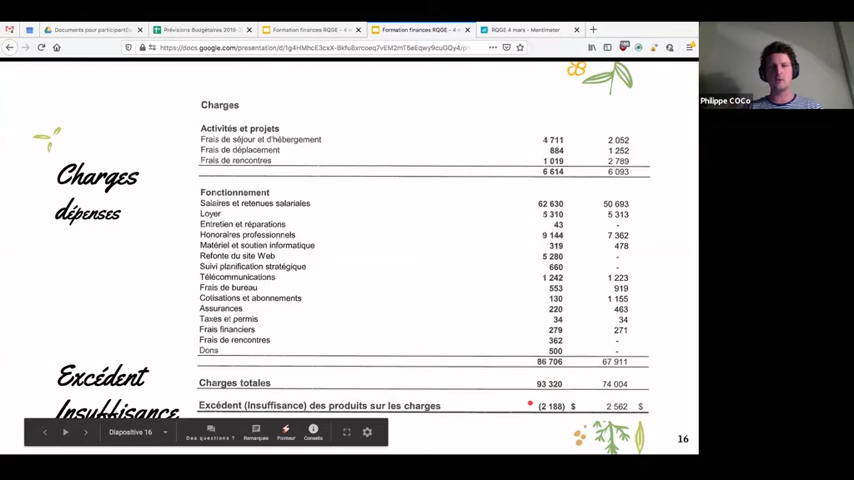 Documents pour participantE
Prévisions Budgétaires 2019-2
Formation finances RQGE - 4 m
Formation finances RQGE - 4 m
RQGE 4 mars - Mentimeter
Philippe COCo
Charges
Activités et projets
Frais de séjour et d'hébergement 4 711 2 052
Frais de déplacement 884 1 252
Frais de rencontres 1 019 2 789
6 614 6 093
Charges
dépenses
Fonctionnement
Salaires et retenues salariales 62 630 50 693
Loyer 5 310 5 313
Entretien et réparations 43 -
Honoraires professionnels 9 144 7 362
Matériel et soutien informatique 319 478
Refonte du site Web 5 280 -
Suivi planification stratégique 660 -
Télécommunications 1 242 1 223
Frais de bureau 553 919
Cotisations et abonnements 130 1 155
Assurances 220 463
Taxes et permis 34 34
Frais financiers 279 271
Frais de rencontres 362 -
Dons 500 -
86 706 67 911
Charges totales 93 320 74 004
Excédent
Insuffisance
Excédent (Insuffisance) des produits sur les charges (2 188) $ 2 562 $
Diapositive 16
Des questions ?
Remarques
Pointeur
Conseils
16